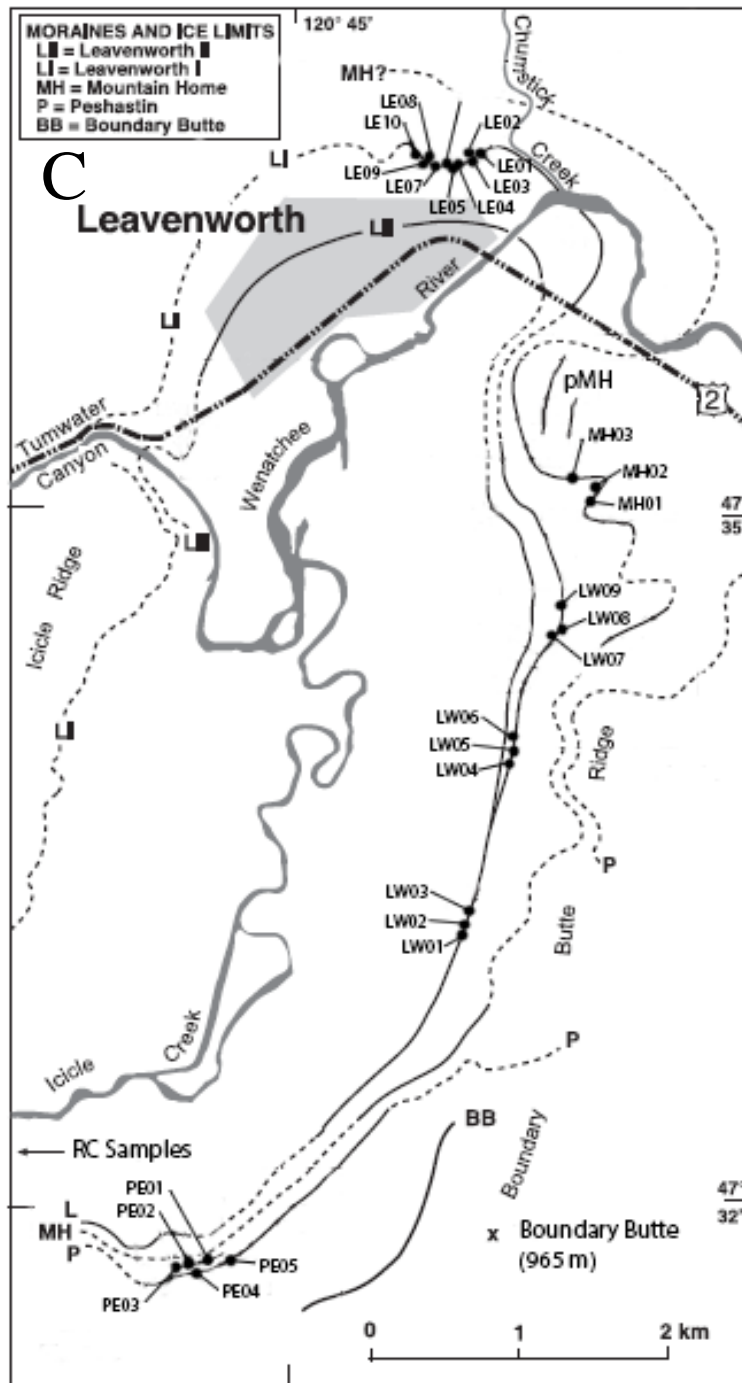 MORAINES AND ICE LIMITS
LII = Leavenworth II
LI = Leavenworth I
MH = Mountain Home
P = Peshastin
BB = Boundary Butte
120° 45'
C
MH?
Chumstick
Creek
LE08
LE10
LE02
LI
LE09
LE01
LE07
LE03
LE05
LE04
Leavenworth
LII
River
LI
pMH
2
Tumwater
Canyon
Wenatchee
MH03
MH02
MH01
47°
35'
LII
Icicle Ridge
LW09
LW08
LW07
LI
LW06
LW05
LW04
Ridge
P
LW03
LW02
LW01
Butte
P
Icicle
Creek
BB
Boundary
RC Samples
PE01
PE02
L
MH
P
PE05
PE04
PE03
47°
32'
x Boundary Butte
(965 m)
0 1 2 km